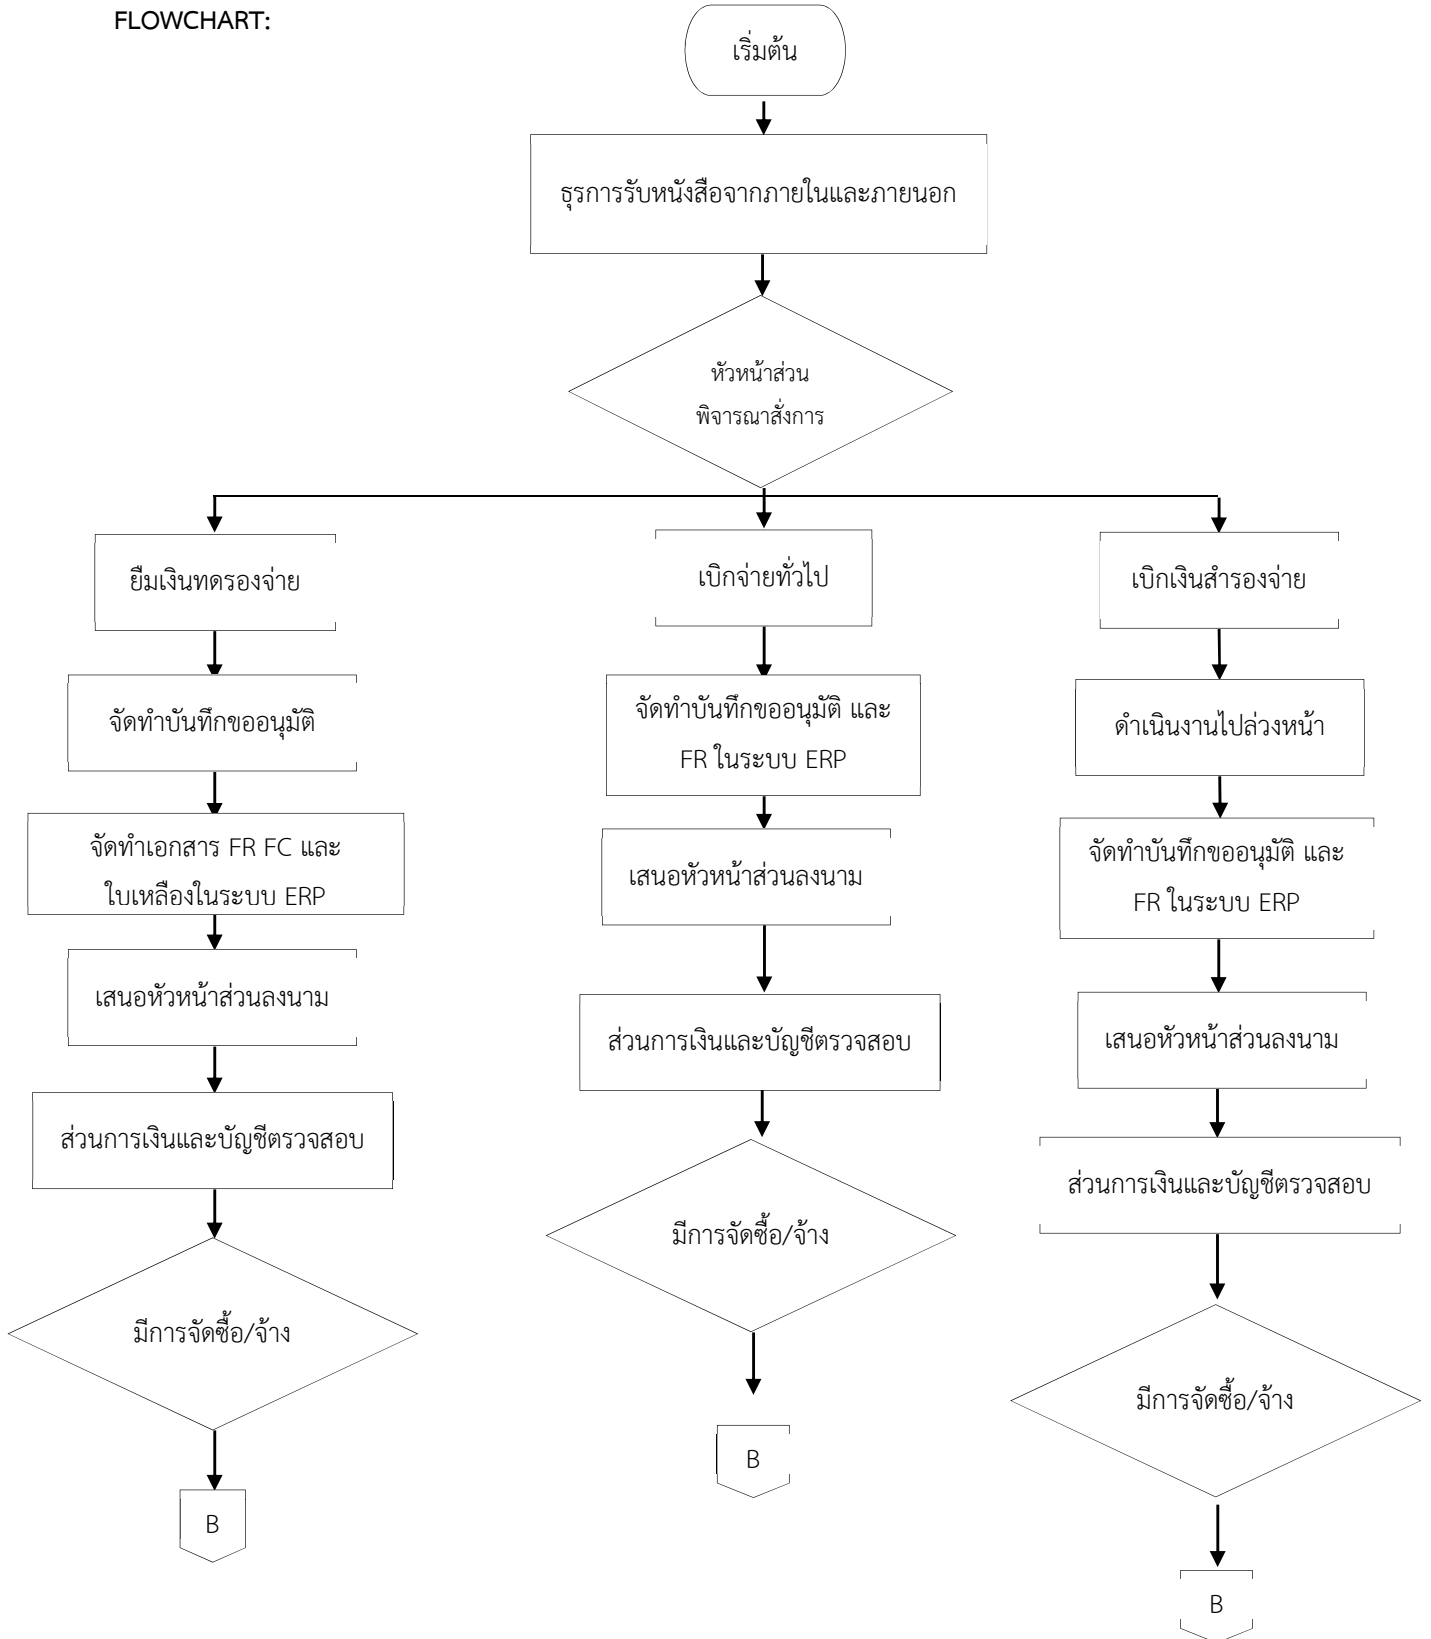 FLOWCHART:
เริ่มต้น
ธุรการรับหนังสือจากภายในและภายนอก
หัวหน้าส่วน
พิจารณาสั่งการ
ยืมเงินทดรองจ่าย
จัดทำบันทึกขออนุมัติ
จัดทำเอกสาร FR FC และ
ใบเหลืองในระบบ ERP
เสนอหัวหน้าส่วนลงนาม
ส่วนการเงินและบัญชีตรวจสอบ
มีการจัดซื้อ/จ้าง
B
เบิกจ่ายทั่วไป
จัดทำบันทึกขออนุมัติ และ
FR ในระบบ ERP
เสนอหัวหน้าส่วนลงนาม
ส่วนการเงินและบัญชีตรวจสอบ
มีการจัดซื้อ/จ้าง
B
เบิกเงินสำรองจ่าย
ดำเนินงานไปล่วงหน้า
จัดทำบันทึกขออนุมัติ และ
FR ในระบบ ERP
เสนอหัวหน้าส่วนลงนาม
ส่วนการเงินและบัญชีตรวจสอบ
มีการจัดซื้อ/จ้าง
B